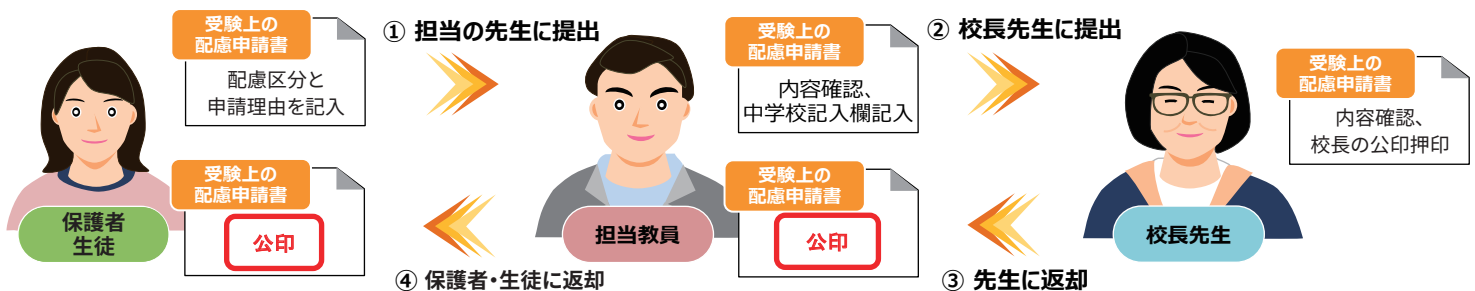 受験上の
配慮申請書
配慮区分と
申請理由を記入
① 担当の先生に提出
受験上の
配慮申請書
内容確認、
中学校記入欄記入
② 校長先生に提出
受験上の
配慮申請書
内容確認、
校長の公印押印
受験上の
配慮申請書
公印
保護者
生徒
④ 保護者・生徒に返却
受験上の
配慮申請書
公印
担当教員
③ 先生に返却
校長先生